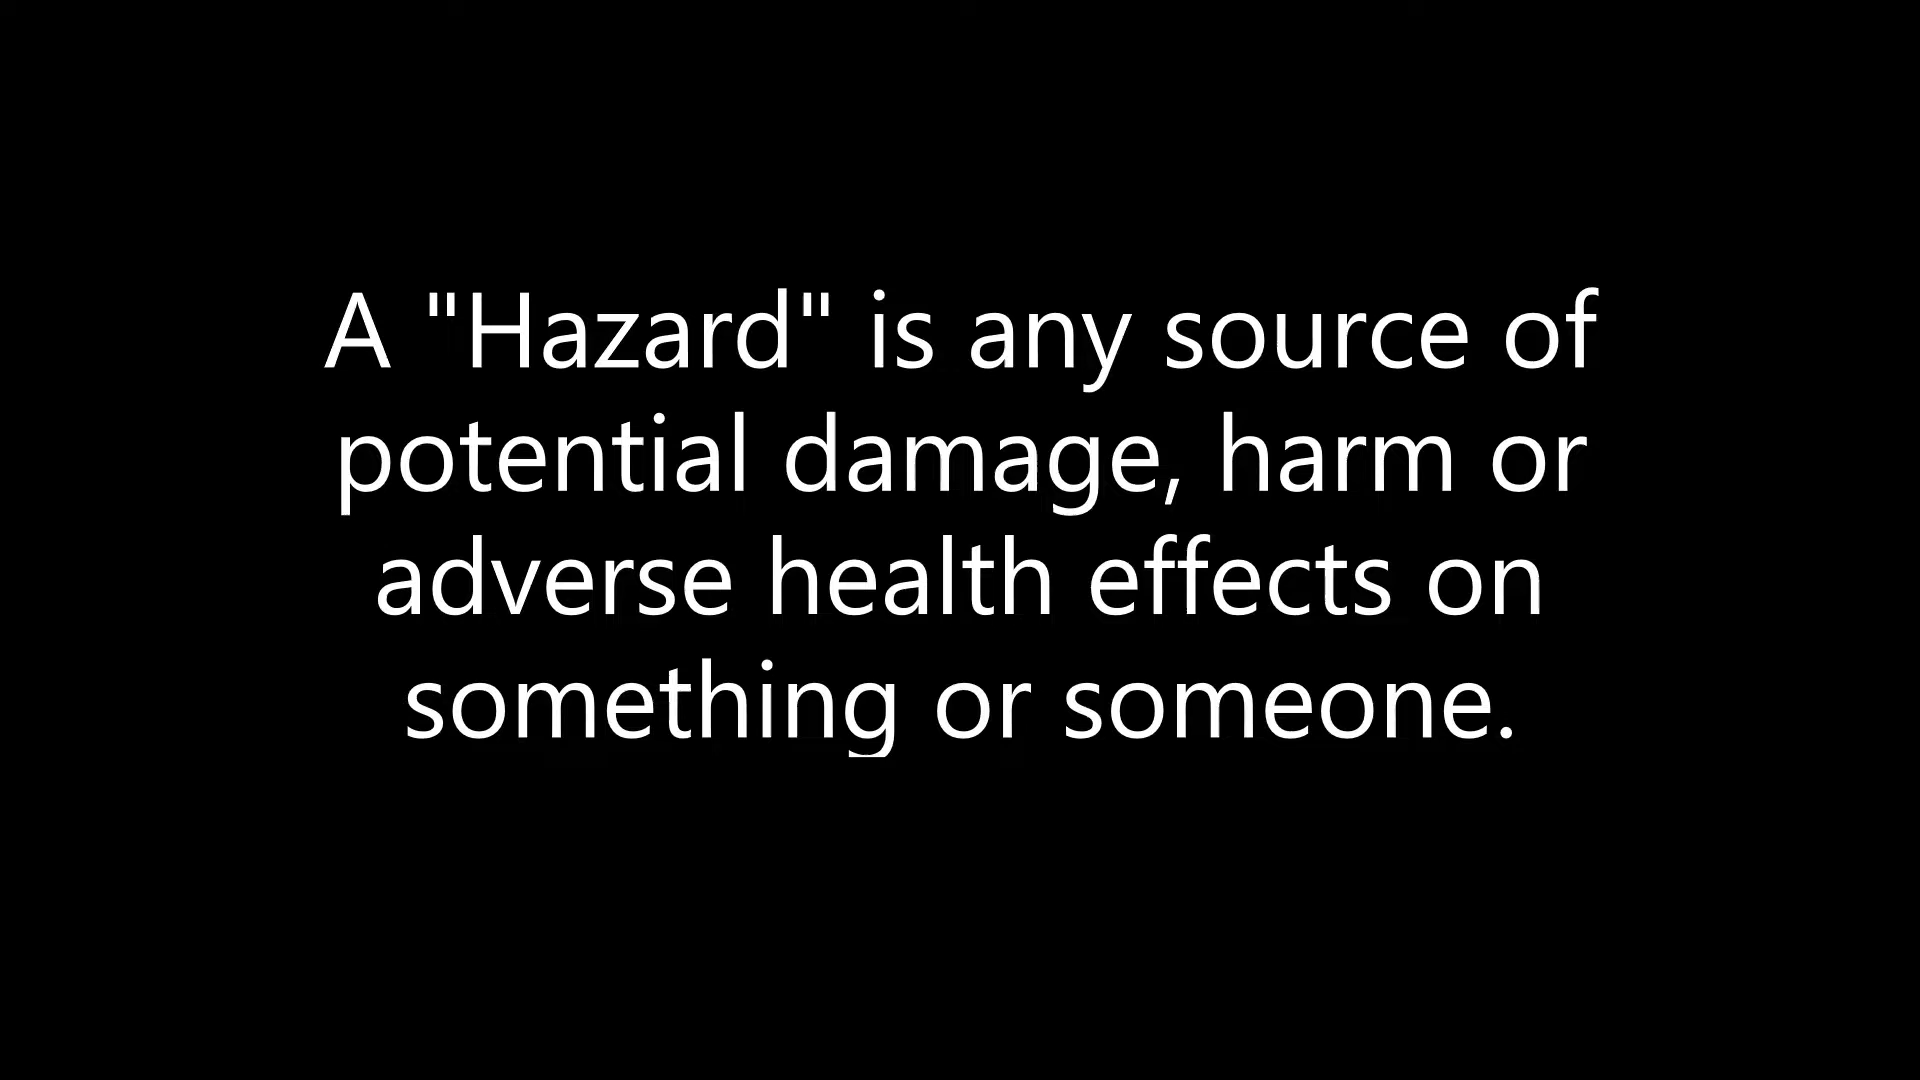 A "Hazard" is any source of
potential damage, harm or
adverse health effects on
something or someone.